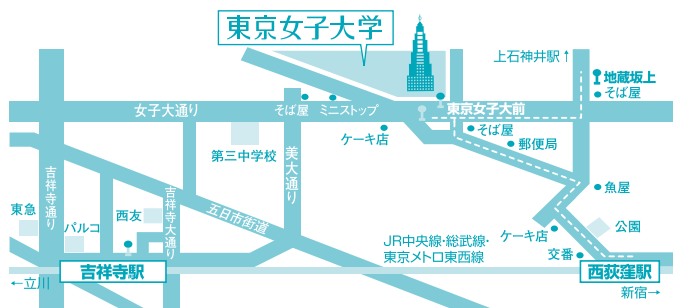 東京女子大学
上石神井駅↑
地蔵坂上
そば屋
女子大通り
そば屋
ミニストップ
東京女子大前
ケーキ店
そば屋
郵便局
第三中学校
美大通り
吉祥寺通り
吉祥寺大通り
五日市街道
魚屋
東急
パルコ
西友
公園
ケーキ店
交番
JR中央線・総武線・
東京メトロ東西線
吉祥寺駅
西荻窪駅
←立川
新宿→